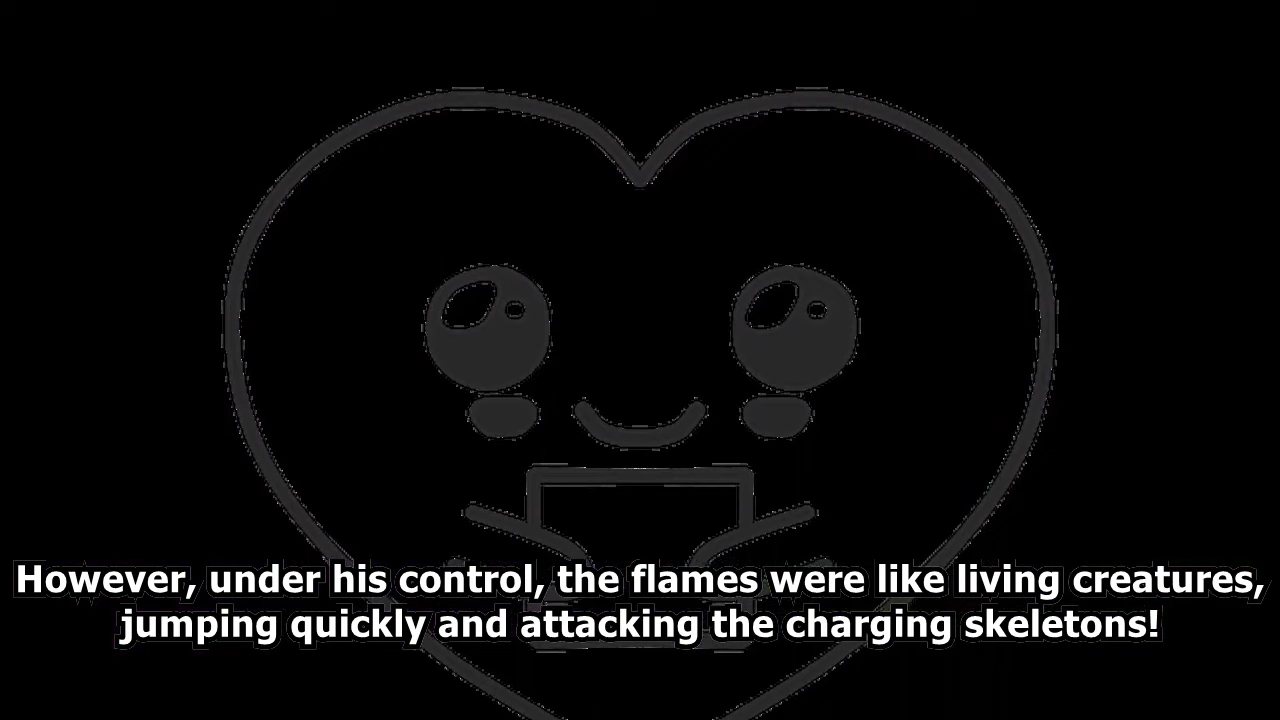 However, under his control, the flames were like living creatures,
jumping quickly and attacking the charging skeletons!